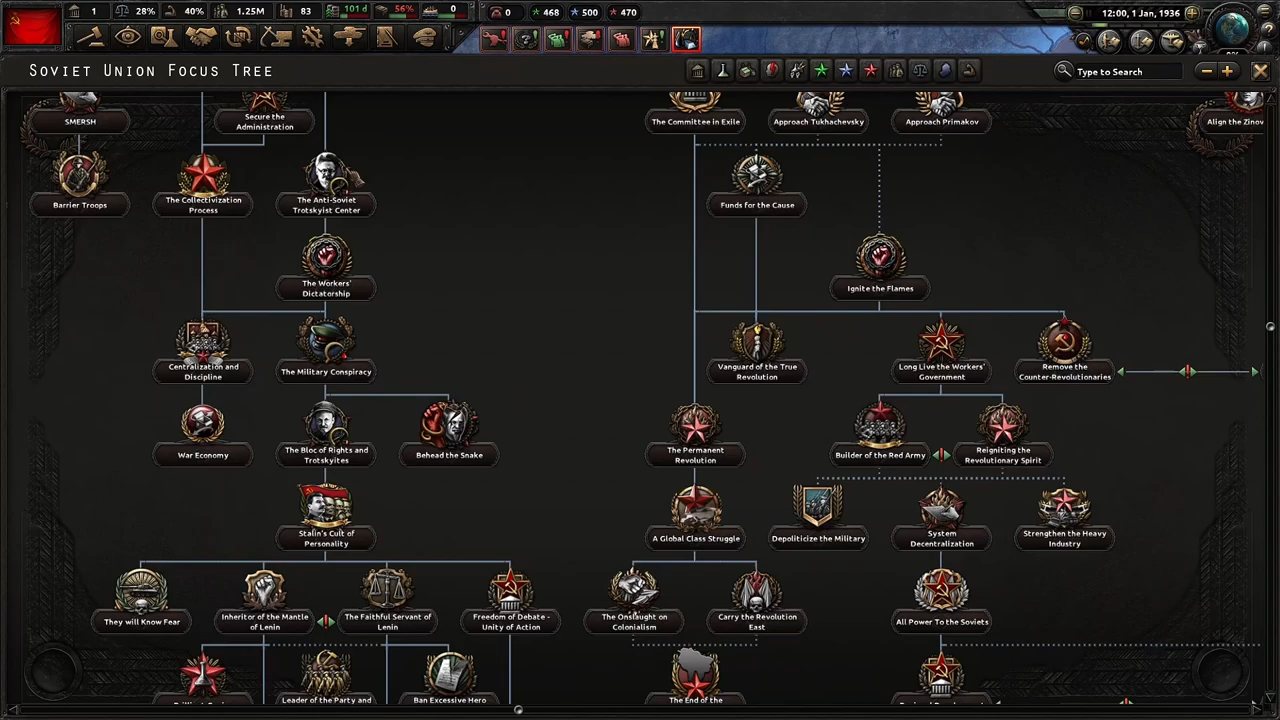 1
28%
40%
1.25M
83
101 d
56%
0
0
468
500
470
12:00, 1 Jan, 1936
SOVIET UNION FOCUS TREE
Type to Search
SMERSH
Secure the
Administration
The Committee in Exile
Approach Tukhachevsky
Approach Primakov
Align the Zinov
Barrier Troops
The Collectivization
Process
The Anti-Soviet
Trotskyist Center
Funds for the Cause
The Workers'
Dictatorship
Ignite the Flames
Centralization and
Discipline
The Military Conspiracy
Vanguard of the True
Revolution
Long Live the Workers'
Government
Remove the
Counter-Revolutionaries
War Economy
The Bloc of Rights and
Trotskyites
Behead the Snake
The Permanent
Revolution
Builder of the Red Army
Reigniting the
Revolutionary Spirit
Stalin's Cult of
Personality
A Global Class Struggle
Depoliticize the Military
System
Decentralization
Strengthen the Heavy
Industry
They will Know Fear
Inheritor of the Mantle
of Lenin
The Faithful Servant of
Lenin
Freedom of Debate -
Unity of Action
The Onslaught on
Colonialism
Carry the Revolution
East
All Power To the Soviets
Leader of the Party and
Ban Excessive Hero
The End of the